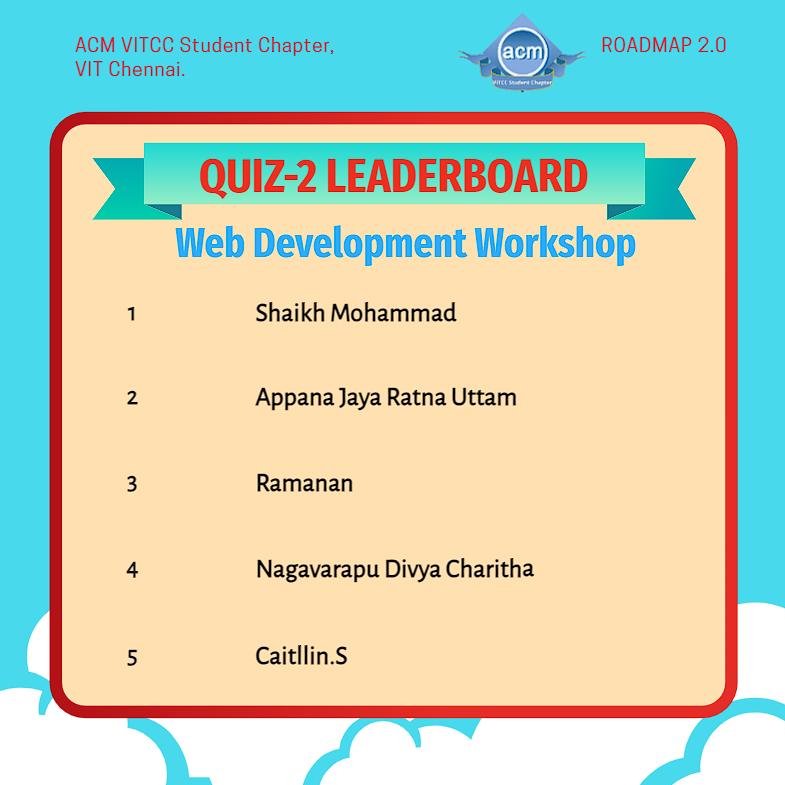 ACM VITCC Student Chapter,
VIT Chennai.
acm
VITCC Student Chapter
ROADMAP 2.0
QUIZ-2 LEADERBOARD
Web Development Workshop
1 Shaikh Mohammad
2 Appana Jaya Ratna Uttam
3 Ramanan
4 Nagavarapu Divya Charitha
5 Caitllin.S